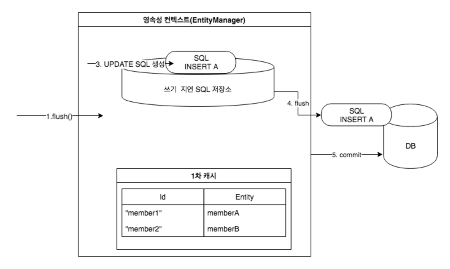 영속성 컨텍스트(EntityManager)
3. UPDATE SQL 생성
SQL
INSERT A
쓰기 지연 SQL 저장소
1.flush()
4. flush
SQL
INSERT A
DB
5. commit
1차 캐시
Id Entity
"member1" memberA
"member2" memberB